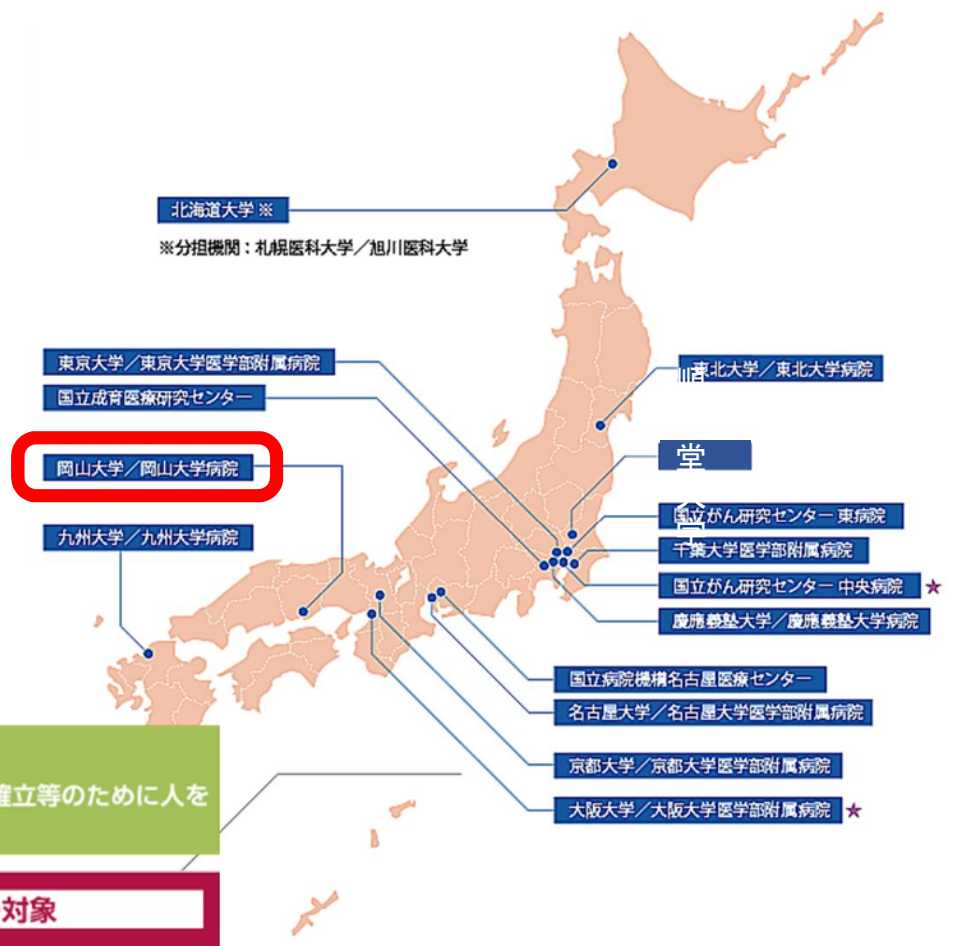 北海道大学 ※
※分担機関：札幌医科大学／旭川医科大学
東京大学／東京大学医学部附属病院
国立成育医療研究センター
岡山大学／岡山大学病院
九州大学／九州大学病院
東北大学／東北大学病院
堂
国立がん研究センター 東病院
千葉大学医学部附属病院
国立がん研究センター 中央病院 ★
慶應義塾大学／慶應義塾大学病院
国立病院機構名古屋医療センター
名古屋大学／名古屋大学医学部附属病院
京都大学／京都大学医学部附属病院
大阪大学／大阪大学医学部附属病院 ★
確立等のために人を
対象